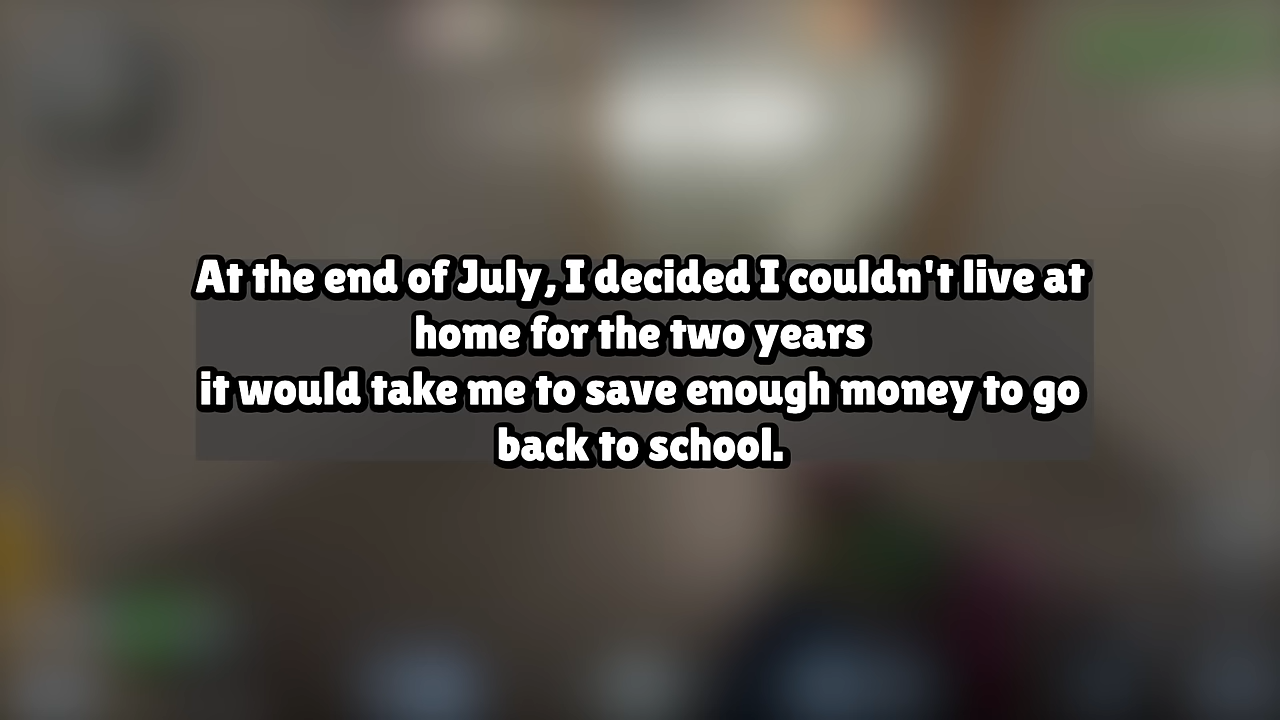 At the end of July, I decided I couldn't live at
home for the two years
it would take me to save enough money to go
back to school.